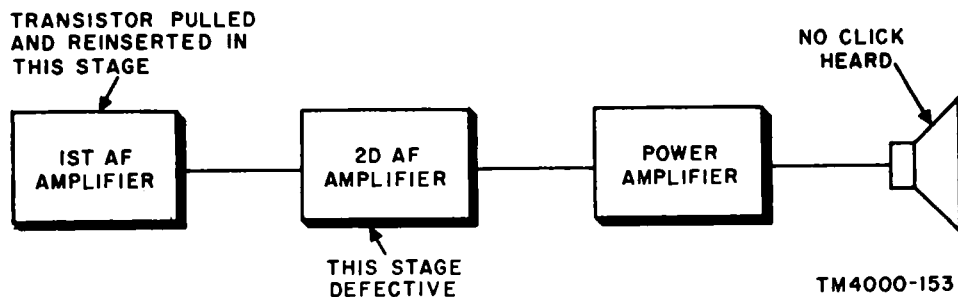 TRANSISTOR PULLED
AND REINSERTED IN
THIS STAGE
NO CLICK
HEARD
1ST AF
AMPLIFIER
2D AF
AMPLIFIER
POWER
AMPLIFIER
THIS STAGE
DEFECTIVE
TM4000-153